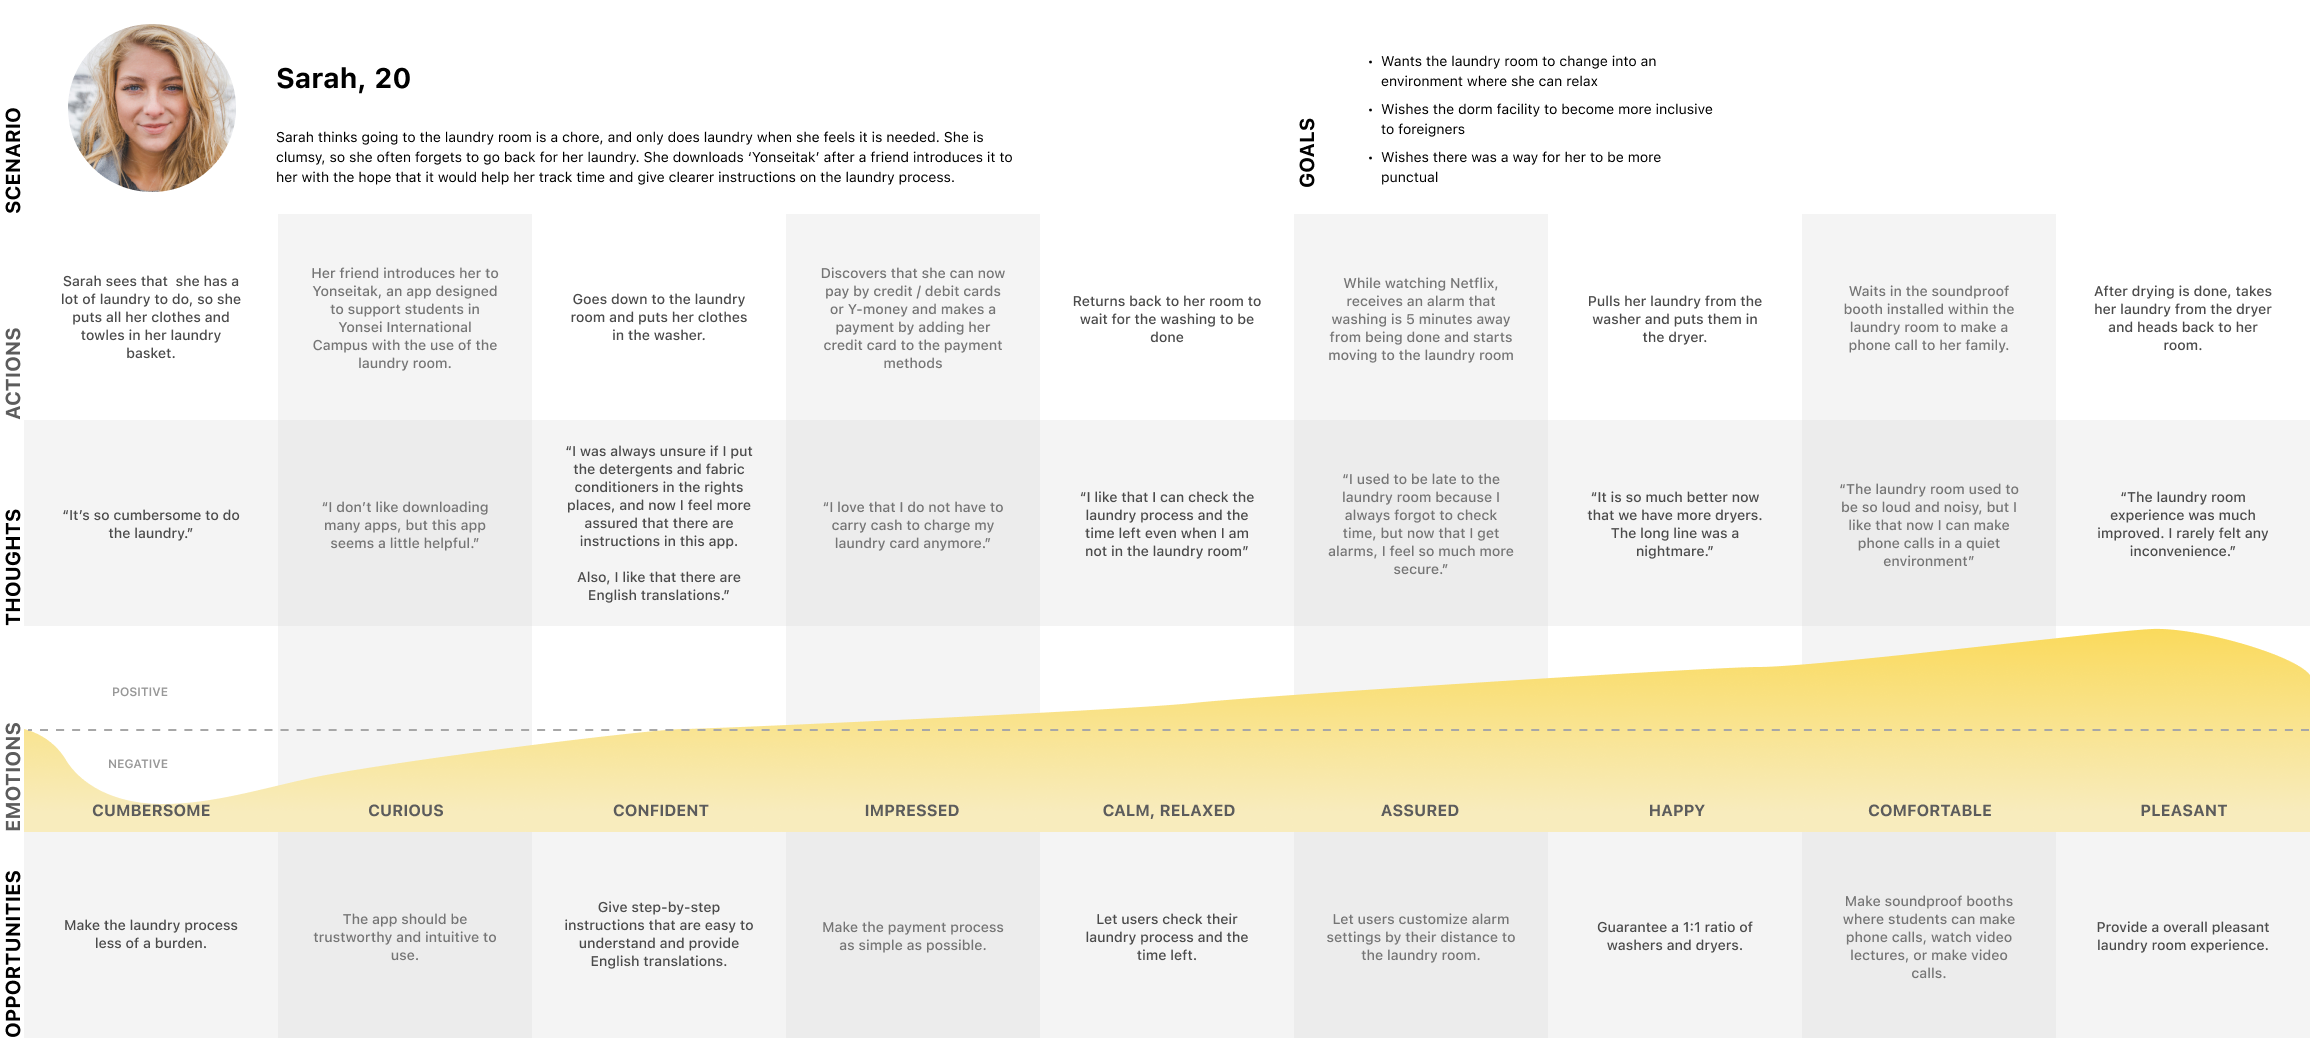 SCENARIO
Sarah, 20
Sarah thinks going to the laundry room is a chore, and only does laundry when she feels it is needed. She is
clumsy, so she often forgets to go back for her laundry. She downloads ‘Yonseitak’ after a friend introduces it to
her with the hope that it would help her track time and give clearer instructions on the laundry process.
GOALS
• Wants the laundry room to change into an
environment where she can relax
• Wishes the dorm facility to become more inclusive
to foreigners
• Wishes there was a way for her to be more
punctual
ACTIONS
Sarah sees that  she has a
lot of laundry to do, so she
puts all her clothes and
towles in her laundry
basket.
Her friend introduces her to
Yonseitak, an app designed
to support students in
Yonsei International
Campus with the use of the
laundry room.
Goes down to the laundry
room and puts her clothes
in the washer.
Discovers that she can now
pay by credit / debit cards
or Y-money and makes a
payment by adding her
credit card to the payment
methods
Returns back to her room to
wait for the washing to be
done
While watching Netflix,
receives an alarm that
washing is 5 minutes away
from being done and starts
moving to the laundry room
Pulls her laundry from the
washer and puts them in
the dryer.
Waits in the soundproof
booth installed within the
laundry room to make a
phone call to her family.
After drying is done, takes
her laundry from the dryer
and heads back to her
room.
THOUGHTS
“It’s so cumbersome to do
the laundry.”
“I don’t like downloading
many apps, but this app
seems a little helpful.”
“I was always unsure if I put
the detergents and fabric
conditioners in the rights
places, and now I feel more
assured that there are
instructions in this app.
Also, I like that there are
English translations.”
“I love that I do not have to
carry cash to charge my
laundry card anymore.”
“I like that I can check the
laundry process and the
time left even when I am
not in the laundry room”
“I used to be late to the
laundry room because I
always forgot to check
time, but now that I get
alarms, I feel so much more
secure.”
“It is so much better now
that we have more dryers.
The long line was a
nightmare.”
“The laundry room used to
be so loud and noisy, but I
like that now I can make
phone calls in a quiet
environment”
“The laundry room
experience was much
improved. I rarely felt any
inconvenience.”
EMOTIONS
POSITIVE
NEGATIVE
CUMBERSOME
CURIOUS
CONFIDENT
IMPRESSED
CALM, RELAXED
ASSURED
HAPPY
COMFORTABLE
PLEASANT
OPPORTUNITIES
Make the laundry process
less of a burden.
The app should be
trustworthy and intuitive to
use.
Give step-by-step
instructions that are easy to
understand and provide
English translations.
Make the payment process
as simple as possible.
Let users check their
laundry process and the
time left.
Let users customize alarm
settings by their distance to
the laundry room.
Guarantee a 1:1 ratio of
washers and dryers.
Make soundproof booths
where students can make
phone calls, watch video
lectures, or make video
calls.
Provide a overall pleasant
laundry room experience.